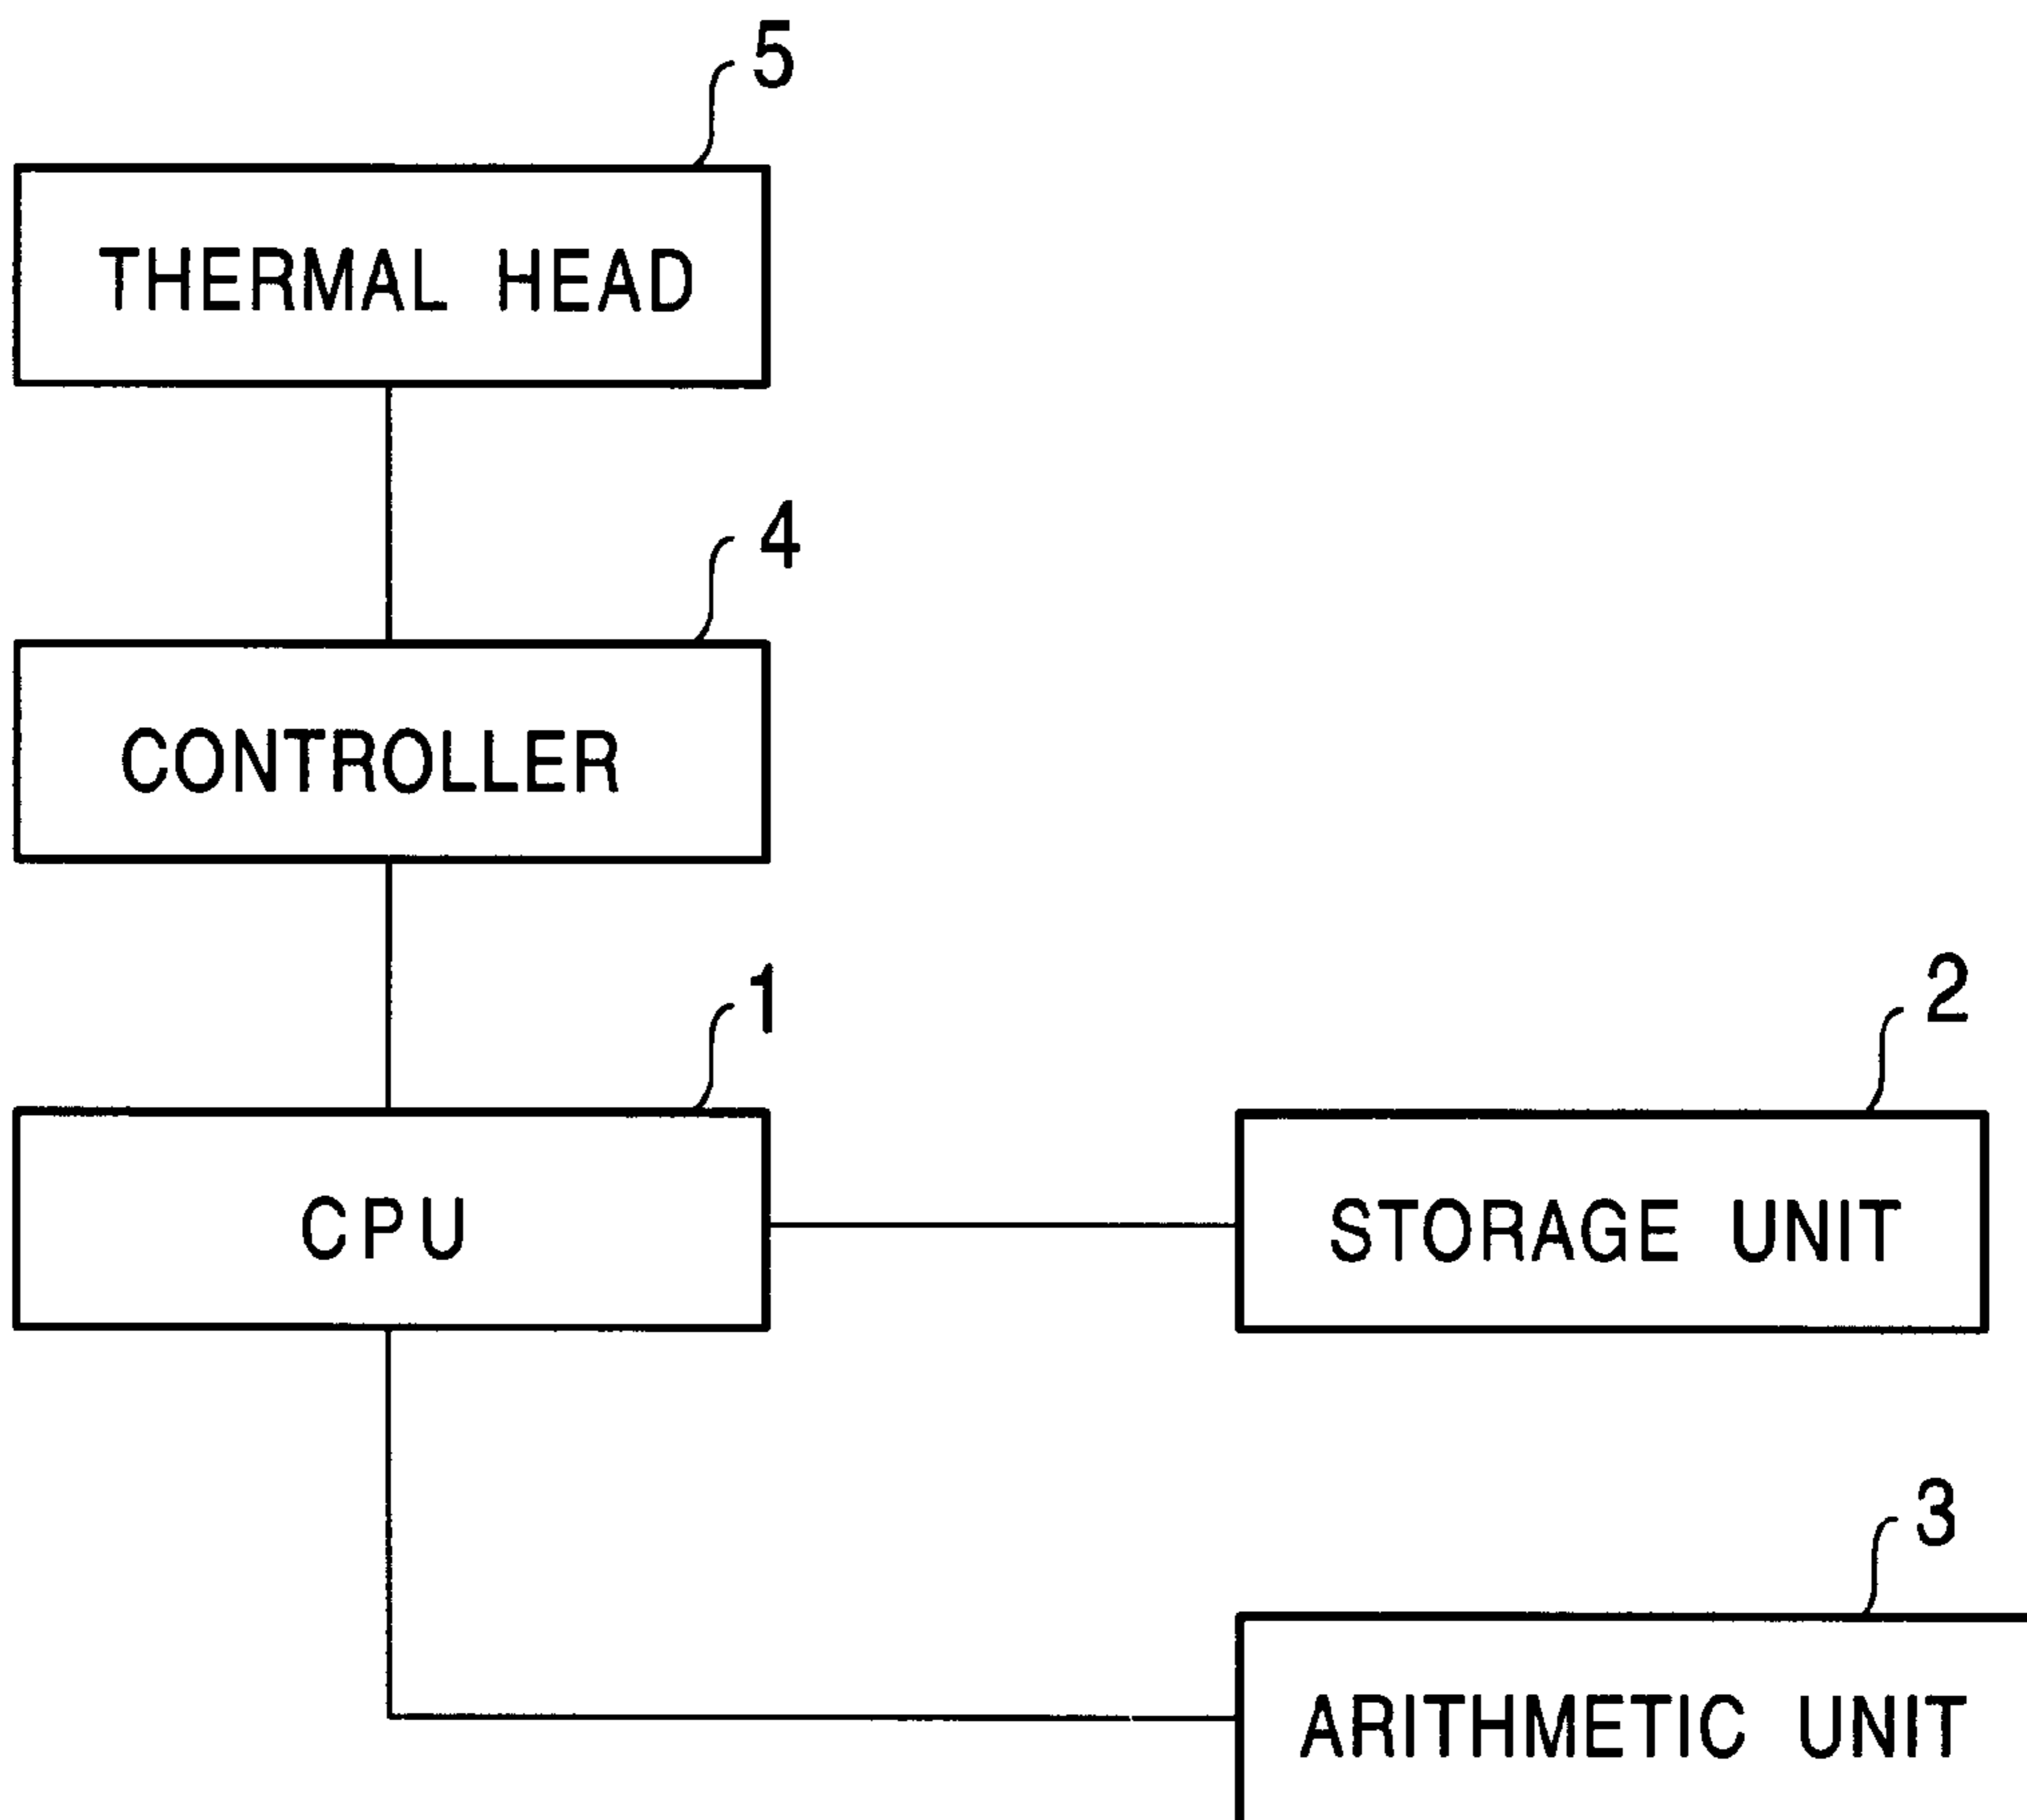 5
THERMAL HEAD
4
CONTROLLER
1
CPU
2
STORAGE UNIT
3
ARITHMETIC UNIT